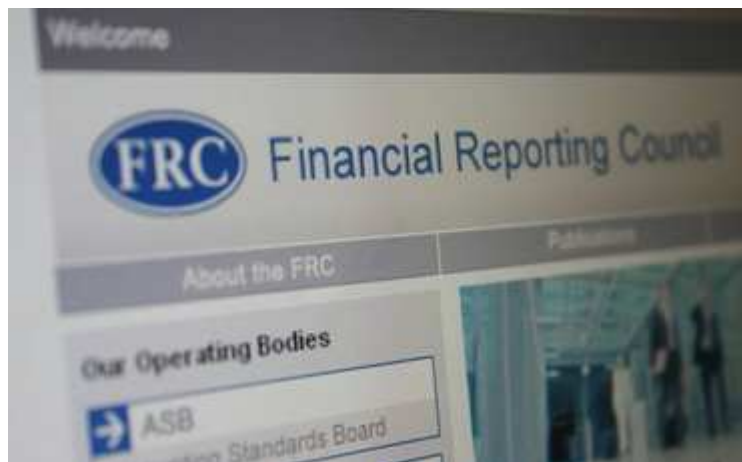 Welcome
FRC Financial Reporting Council
About the FRC Publications
Our Operating Bodies
ASB
Standards Board